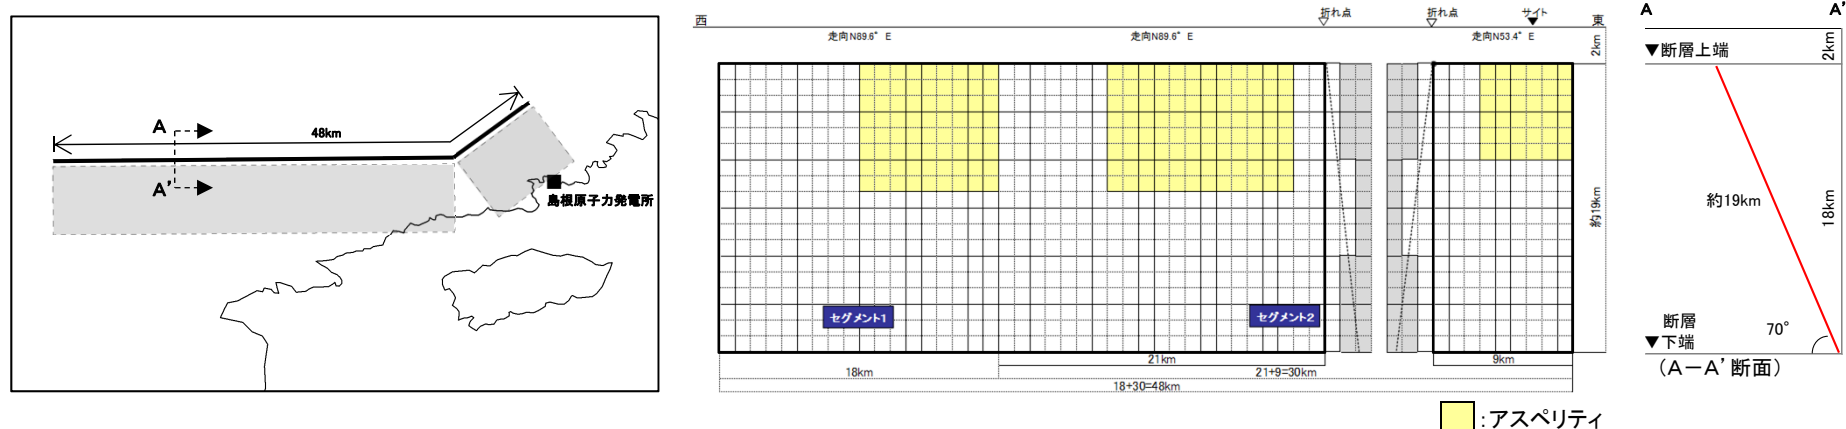 A
A'
48km
島根原子力発電所
西
折れ点
折れ点
サイト
東
走向N89.6° E
走向N89.6° E
走向N53.4° E
2km
約19km
セグメント1
セグメント2
21km
9km
18km
21+9=30km
18+30=48km
:アスペリティ
A
A'
▼断層上端
2km
約19km
18km
断層
▼下端
70°
(A-A'断面)